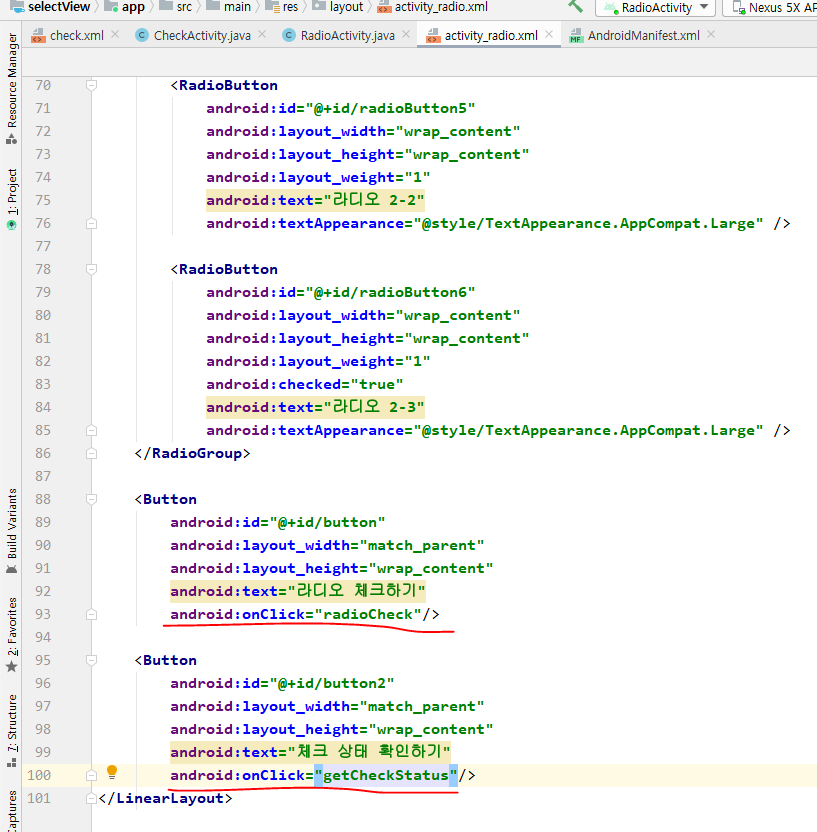 selectView app src main res layout activity_radio.xml RadioActivity Nexus 5X AP
check.xml CheckActivity.java RadioActivity.java activity_radio.xml AndroidManifest.xml
Resource Manager
1: Project
Build Variants
2: Favorites
7: Structure
Captures
70 <RadioButton
71 android:id="@+id/radioButton5"
72 android:layout_width="wrap_content"
73 android:layout_height="wrap_content"
74 android:layout_weight="1"
75 android:text="라디오 2-2"
76 android:textAppearance="@style/TextAppearance.AppCompat.Large" />
77
78 <RadioButton
79 android:id="@+id/radioButton6"
80 android:layout_width="wrap_content"
81 android:layout_height="wrap_content"
82 android:layout_weight="1"
83 android:checked="true"
84 android:text="라디오 2-3"
85 android:textAppearance="@style/TextAppearance.AppCompat.Large" />
86 </RadioGroup>
87
88 <Button
89 android:id="@+id/button"
90 android:layout_width="match_parent"
91 android:layout_height="wrap_content"
92 android:text="라디오 체크하기"
93 android:onClick="radioCheck"/>
94
95 <Button
96 android:id="@+id/button2"
97 android:layout_width="match_parent"
98 android:layout_height="wrap_content"
99 android:text="체크 상태 확인하기"
100 android:onClick="getCheckStatus"/>
101 </LinearLayout>